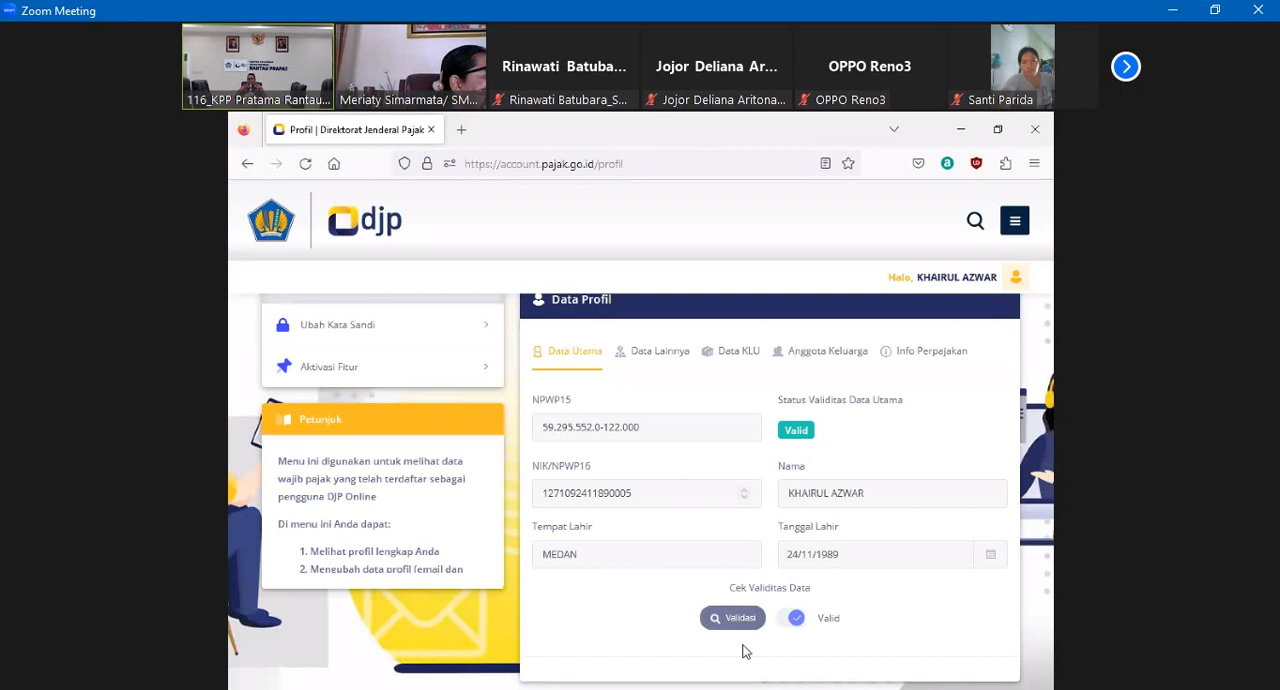 Zoom Meeting
RANTAU PRAPAT
Rinawati Batuba...
Jojor Deliana Ar...
OPPO Reno3
116_KPP Pratama Rantau...
Meriaty Simarmata/ SM...
Rinawati Batubara_S...
Jojor Deliana Aritona...
OPPO Reno3
Santi Parida
Profil | Direktorat Jenderal Pajak
https://account.pajak.go.id/profil
djp
Halo, KHAIRUL AZWAR
Data Profil
Ubah Kata Sandi
Aktivasi Fitur
Data Utama
Data Lainnya
Data KLU
Anggota Keluarga
Info Perpajakan
Petunjuk
Menu ini digunakan untuk melihat data
wajib pajak yang telah terdaftar sebagai
pengguna DJP Online
Di menu ini Anda dapat:
1. Melihat profil lengkap Anda
2. Mengubah data profil (email dan
NPWP15
59.295.552.0-122.000
Status Validitas Data Utama
Valid
NIK/NPWP16
1271092411890005
Nama
KHAIRUL AZWAR
Tempat Lahir
MEDAN
Tanggal Lahir
24/11/1989
Cek Validitas Data
Validasi
Valid